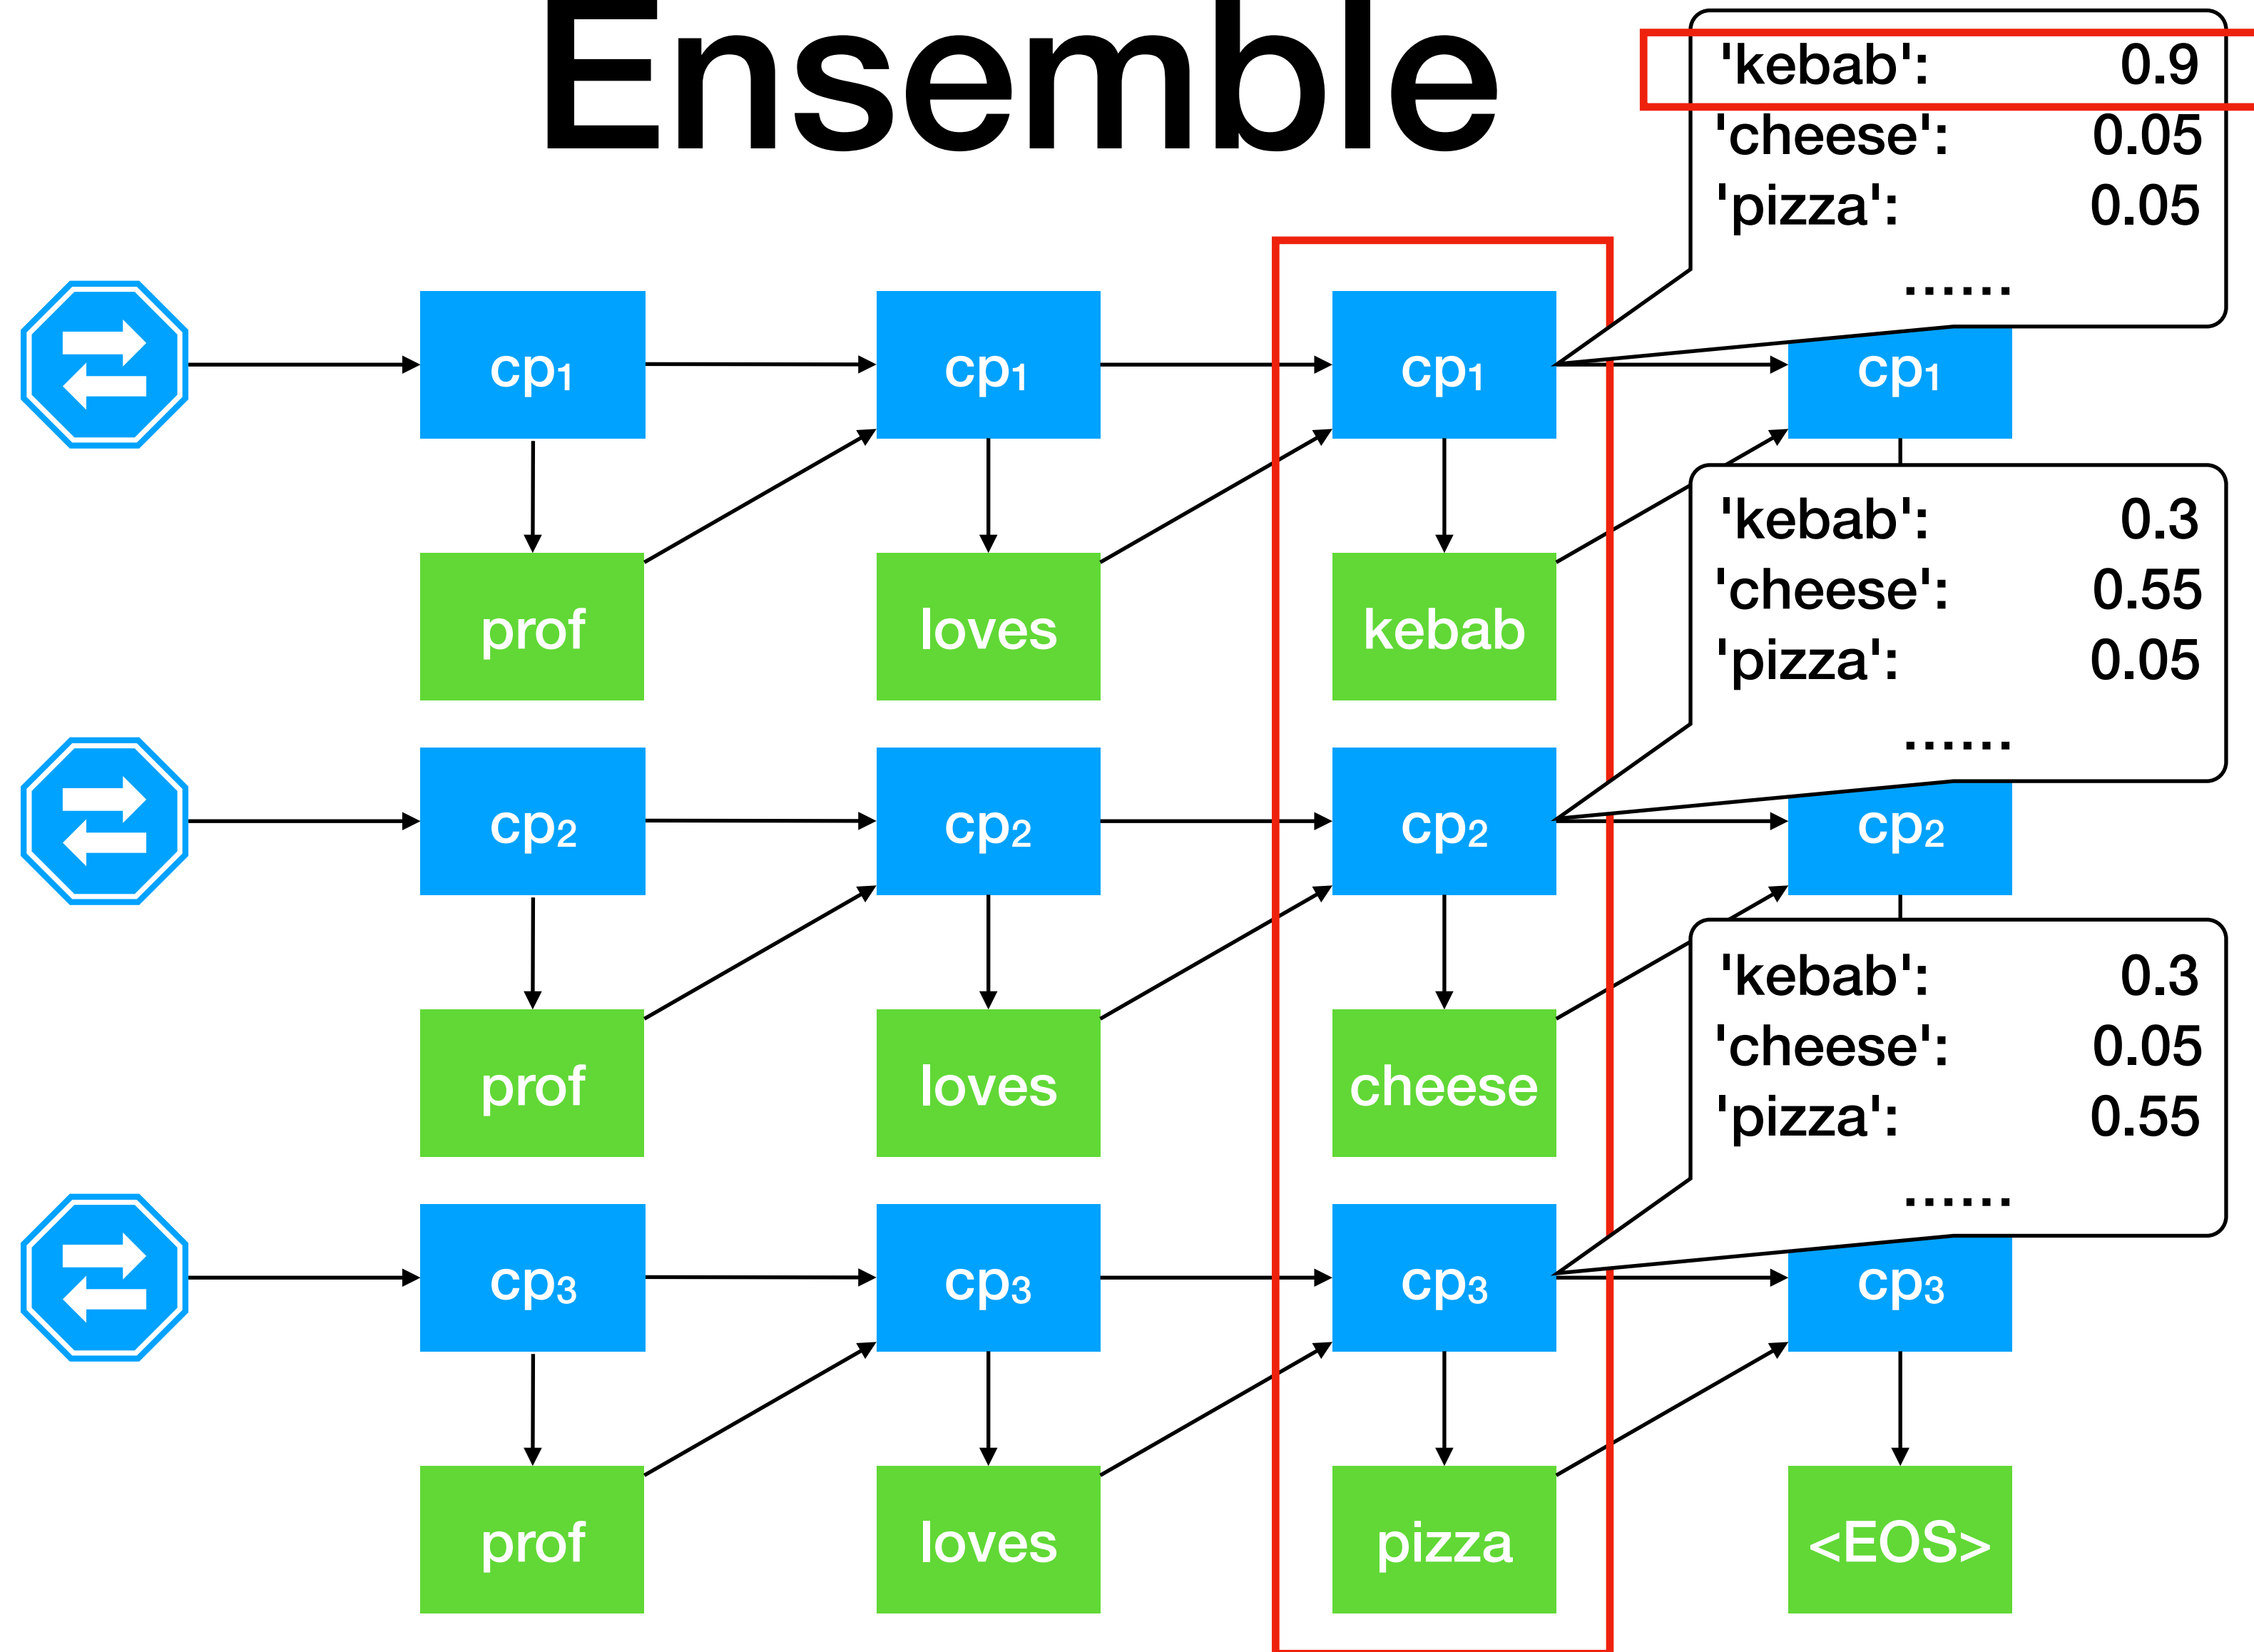 Ensemble
'kebab': 0.9
'cheese': 0.05
'pizza': 0.05
......
cp₁ cp₁ cp₁ cp₁
prof loves kebab
'kebab': 0.3
'cheese': 0.55
'pizza': 0.05
......
cp₂ cp₂ cp₂ cp₂
prof loves cheese
'kebab': 0.3
'cheese': 0.05
'pizza': 0.55
......
cp₃ cp₃ cp₃ cp₃
prof loves pizza <EOS>